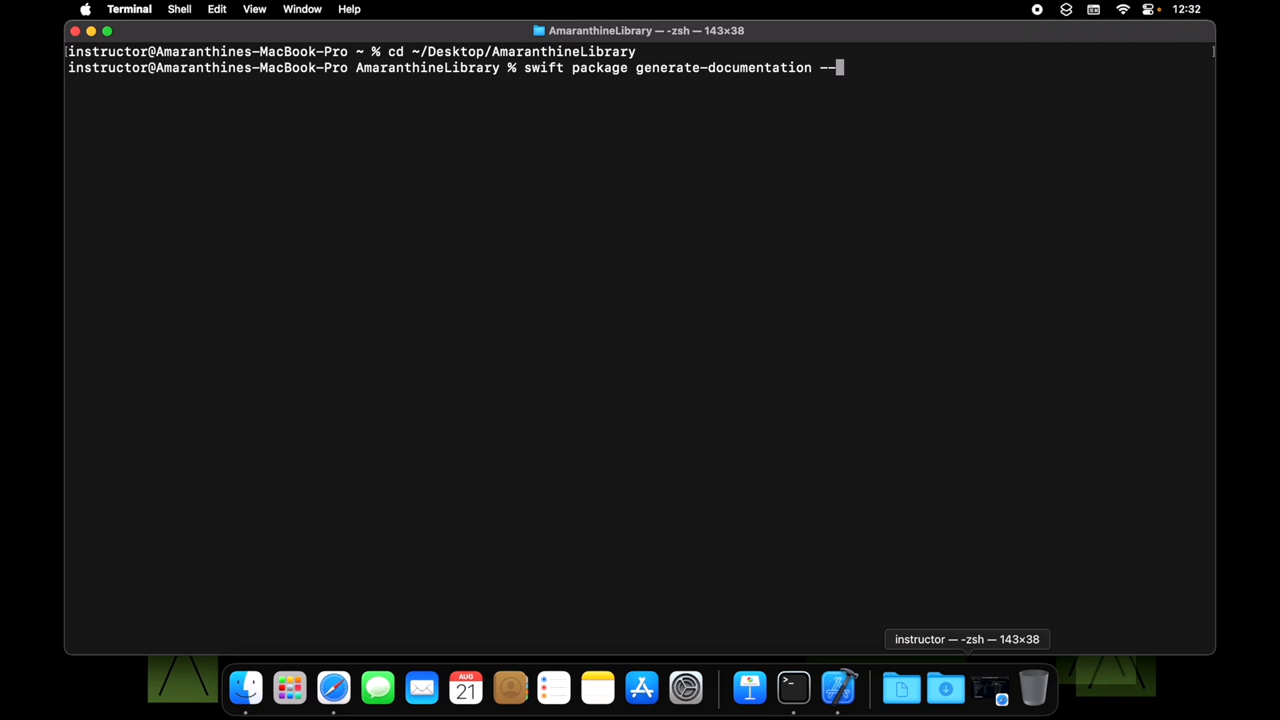 Terminal Shell Edit View Window Help 12:32
AmaranthineLibrary — -zsh — 143×38
[instructor@Amaranthines-MacBook-Pro ~ % cd ~/Desktop/AmaranthineLibrary ]
instructor@Amaranthines-MacBook-Pro AmaranthineLibrary % swift package generate-documentation --
instructor — -zsh — 143×38
AUG
21